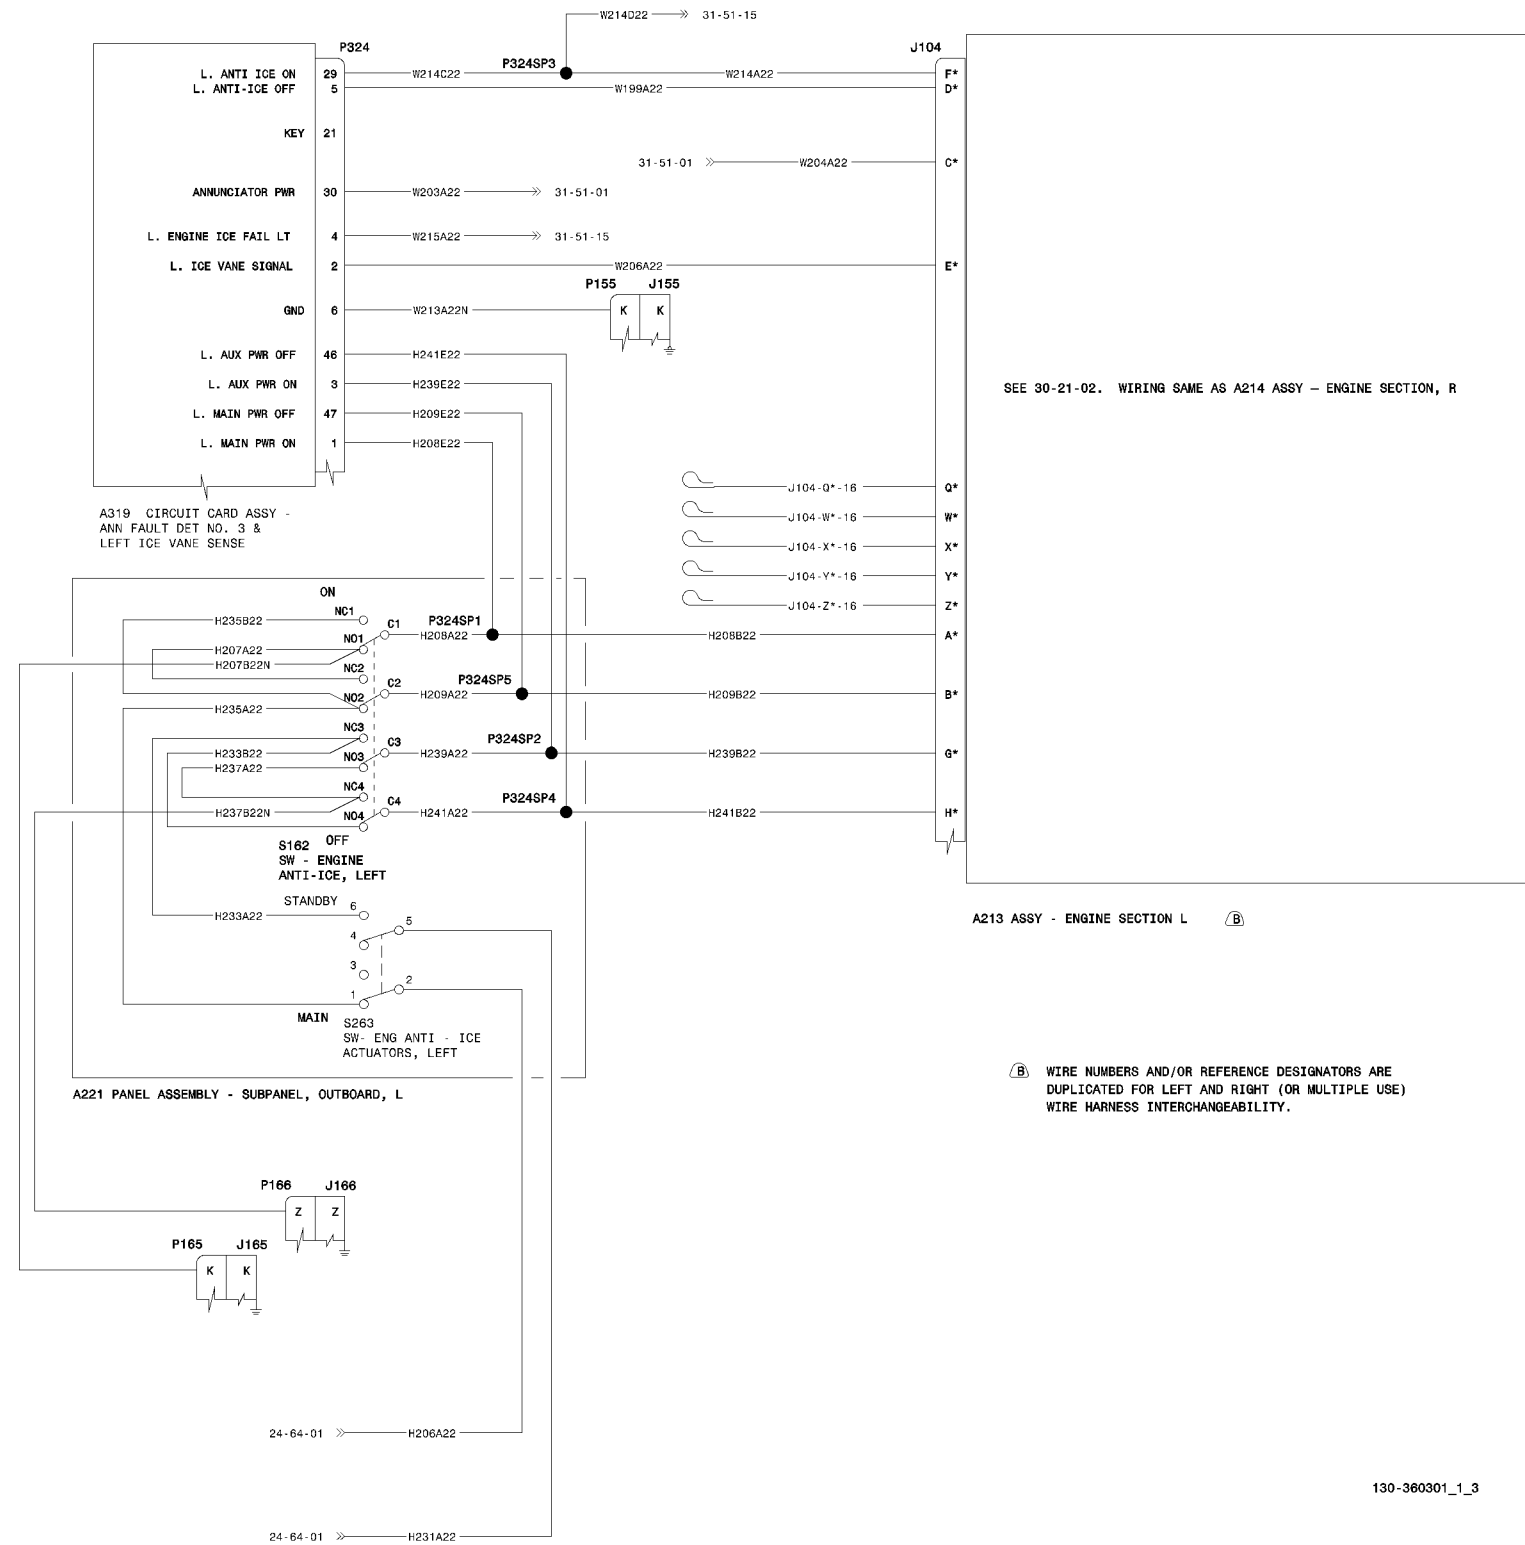 W214D22 31-51-15
P324 P324SP3 J104
L. ANTI ICE ON 29 W214C22 W214A22 F*
L. ANTI-ICE OFF 5 W199A22 D*
KEY 21
31-51-01 W204A22 C*
ANNUNCIATOR PWR 30 W203A22 31-51-01
L. ENGINE ICE FAIL LT 4 W215A22 31-51-15
L. ICE VANE SIGNAL 2 W206A22 E*
P155 J155
GND 6 W213A22N K K
L. AUX PWR OFF 46 H241E22
L. AUX PWR ON 3 H239E22
SEE 30-21-02. WIRING SAME AS A214 ASSY – ENGINE SECTION, R
L. MAIN PWR OFF 47 H209E22
L. MAIN PWR ON 1 H208E22
J104-Q*-16 Q*
A319 CIRCUIT CARD ASSY -
ANN FAULT DET NO. 3 &
LEFT ICE VANE SENSE
J104-W*-16 W*
J104-X*-16 X*
J104-Y*-16 Y*
J104-Z*-16 Z*
ON
NC1
H235B22 C1 P324SP1
NO1 H208A22 H208B22 A*
H207A22
H207B22N NC2
C2 P324SP5
NO2 H209A22 H209B22 B*
H235A22
NC3
C3 P324SP2
H233B22 NO3 H239A22 H239B22 G*
H237A22
NC4
C4 P324SP4
H237B22N NO4 H241A22 H241B22 H*
OFF
S162
SW - ENGINE
ANTI-ICE, LEFT
STANDBY 6
H233A22 5
4
3
2
1
MAIN
S263
SW- ENG ANTI - ICE
ACTUATORS, LEFT
A221 PANEL ASSEMBLY - SUBPANEL, OUTBOARD, L
A213 ASSY - ENGINE SECTION L B
B WIRE NUMBERS AND/OR REFERENCE DESIGNATORS ARE
DUPLICATED FOR LEFT AND RIGHT (OR MULTIPLE USE)
WIRE HARNESS INTERCHANGEABILITY.
P166 J166
Z Z
P165 J165
K K
24-64-01 H206A22
130-360301_1_3
24-64-01 H231A22